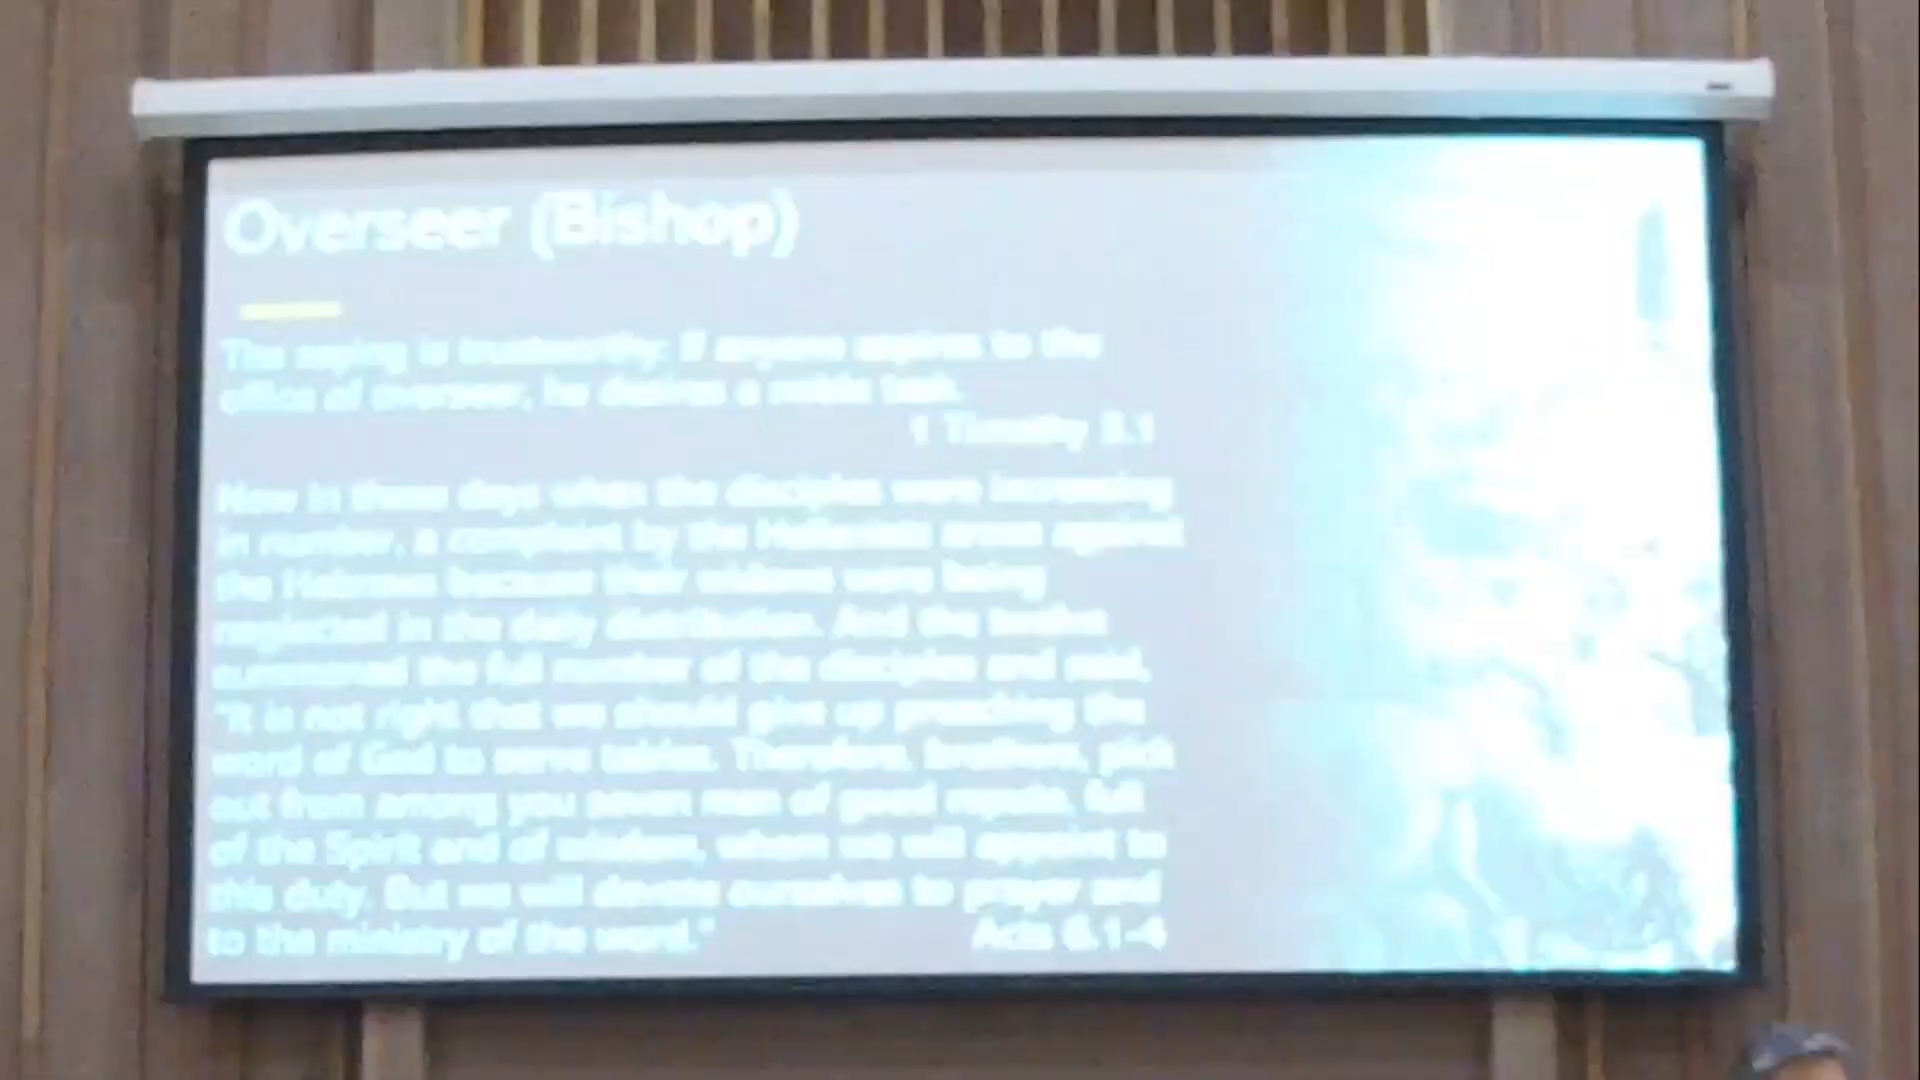 Overseer (Bishop)
The saying is trustworthy: If anyone aspires to the
office of overseer, he desires a noble task.
1 Timothy 3.1
Now in these days when the disciples were increasing
in number, a complaint by the Hellenists arose against
the Hebrews because their widows were being
neglected in the daily distribution. And the twelve
summoned the full number of the disciples and said,
"It is not right that we should give up preaching the
word of God to serve tables. Therefore, brothers, pick
out from among you seven men of good repute, full
of the Spirit and of wisdom, whom we will appoint to
this duty. But we will devote ourselves to prayer and
to the ministry of the word." Acts 6.1-4